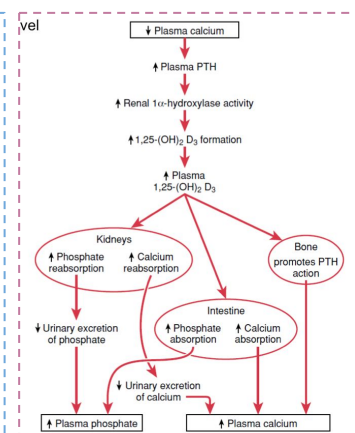 vel
↓ Plasma calcium
↑ Plasma PTH
↑ Renal 1α-hydroxylase activity
↑ 1,25-(OH)₂ D₃ formation
↑ Plasma
1,25-(OH)₂ D₃
Kidneys
↑ Phosphate
reabsorption
↑ Calcium
reabsorption
Bone
promotes PTH
action
Intestine
↑ Phosphate
absorption
↑ Calcium
absorption
↓ Urinary excretion
of phosphate
↓ Urinary excretion
of calcium
↑ Plasma phosphate
↑ Plasma calcium